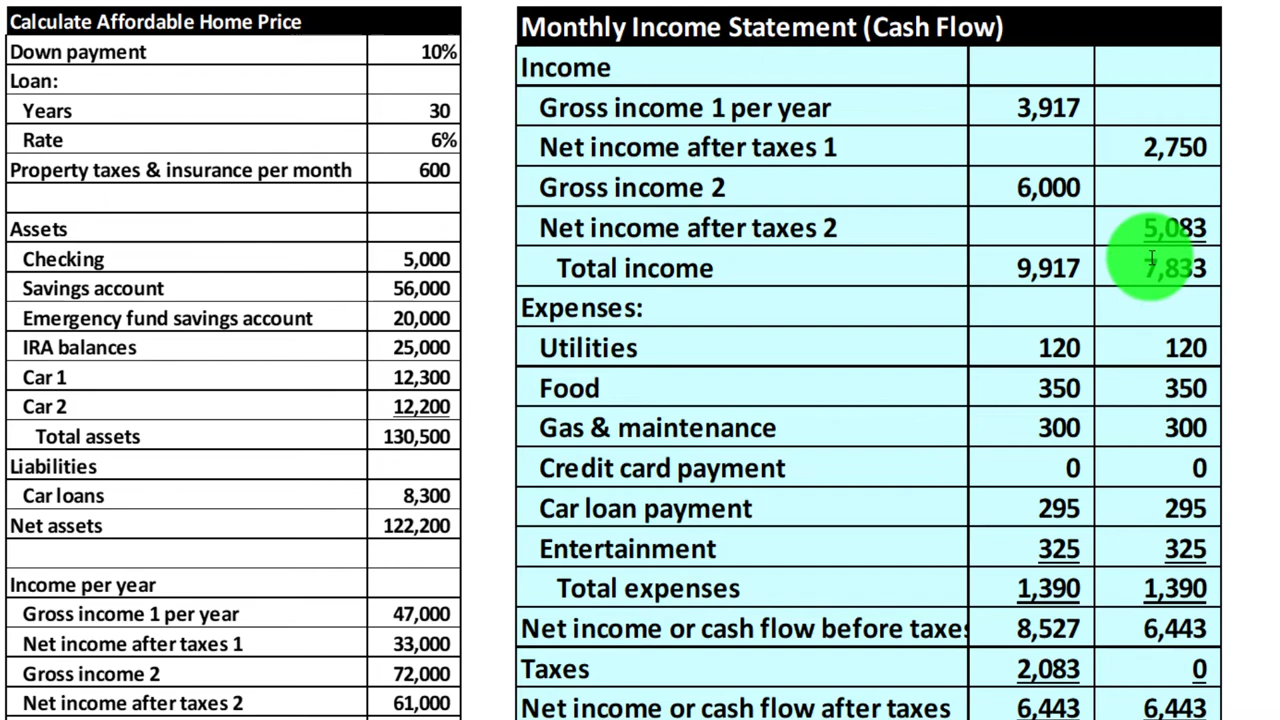 Calculate Affordable Home Price
Down payment 10%
Loan:
Years 30
Rate 6%
Property taxes & insurance per month 600
Assets
Checking 5,000
Savings account 56,000
Emergency fund savings account 20,000
IRA balances 25,000
Car 1 12,300
Car 2 12,200
Total assets 130,500
Liabilities
Car loans 8,300
Net assets 122,200
Income per year
Gross income 1 per year 47,000
Net income after taxes 1 33,000
Gross income 2 72,000
Net income after taxes 2 61,000
Monthly Income Statement (Cash Flow)
Income
Gross income 1 per year 3,917
Net income after taxes 1 2,750
Gross income 2 6,000
Net income after taxes 2 5,083
Total income 9,917 7,833
Expenses:
Utilities 120 120
Food 350 350
Gas & maintenance 300 300
Credit card payment 0 0
Car loan payment 295 295
Entertainment 325 325
Total expenses 1,390 1,390
Net income or cash flow before taxes 8,527 6,443
Taxes 2,083 0
Net income or cash flow after taxes 6,443 6,443